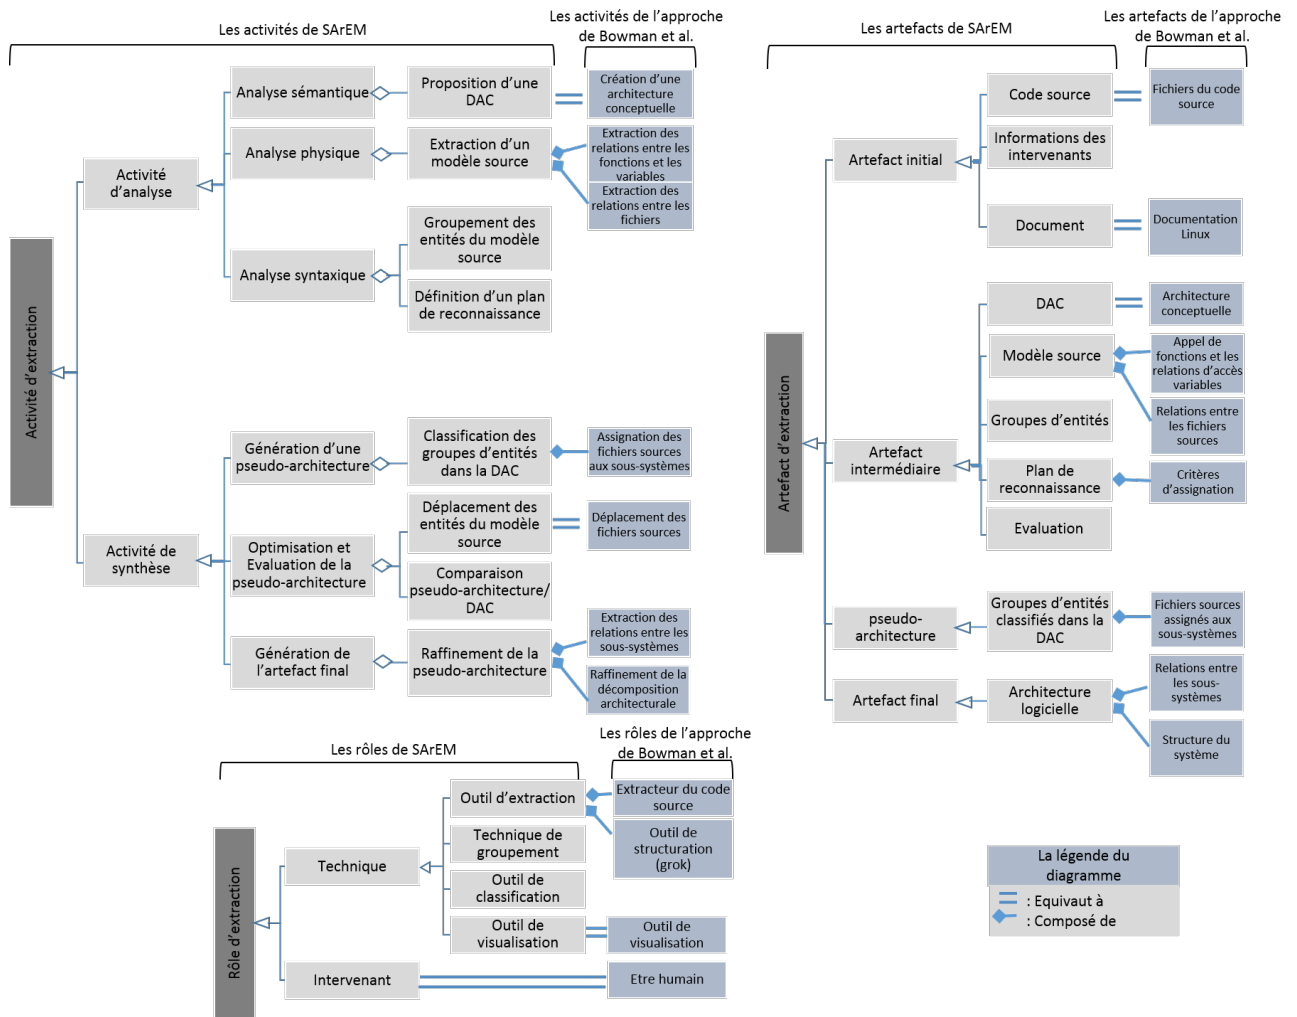 Les activités de SArEM
Les activités de l’approche
de Bowman et al.
Activité d’extraction
Activité
d’analyse
Analyse sémantique
Proposition d’une
DAC
Création d’une
architecture
conceptuelle
Analyse physique
Extraction d’un
modèle source
Extraction des
relations entre les
fonctions et les
variables
Extraction des
relations entre les
fichiers
Analyse syntaxique
Groupement des
entités du modèle
source
Définition d’un plan
de reconnaissance
Activité de
synthèse
Génération d’une
pseudo-architecture
Classification des
groupes d’entités
dans la DAC
Assignation des
fichiers sources
aux sous-systèmes
Optimisation et
Evaluation de la
pseudo-architecture
Déplacement des
entités du modèle
source
Déplacement des
fichiers sources
Comparaison
pseudo-architecture/
DAC
Génération de
l’artefact final
Raffinement de la
pseudo-architecture
Extraction des
relations entre les
sous-systèmes
Raffinement de la
décomposition
architecturale
Les artefacts de SArEM
Les artefacts de l’approche
de Bowman et al.
Artefact d’extraction
Artefact initial
Code source
Fichiers du code
source
Informations des
intervenants
Document
Documentation
Linux
Artefact
intermédiaire
DAC
Architecture
conceptuelle
Modèle source
Appel de
fonctions et les
relations d’accès
variables
Relations entre
les fichiers
sources
Groupes d’entités
Plan de
reconnaissance
Critères
d’assignation
Evaluation
pseudo-
architecture
Groupes d’entités
classifiés dans la
DAC
Fichiers sources
assignés aux
sous-systèmes
Artefact final
Architecture
logicielle
Relations entre
les sous-
systèmes
Structure du
système
Les rôles de SArEM
Les rôles de l’approche
de Bowman et al.
Rôle d’extraction
Technique
Outil d’extraction
Extracteur du code
source
Outil de
structuration
(grok)
Technique de
groupement
Outil de
classification
Outil de
visualisation
Outil de
visualisation
Intervenant
Etre humain
La légende du
diagramme
: Equivaut à
: Composé de